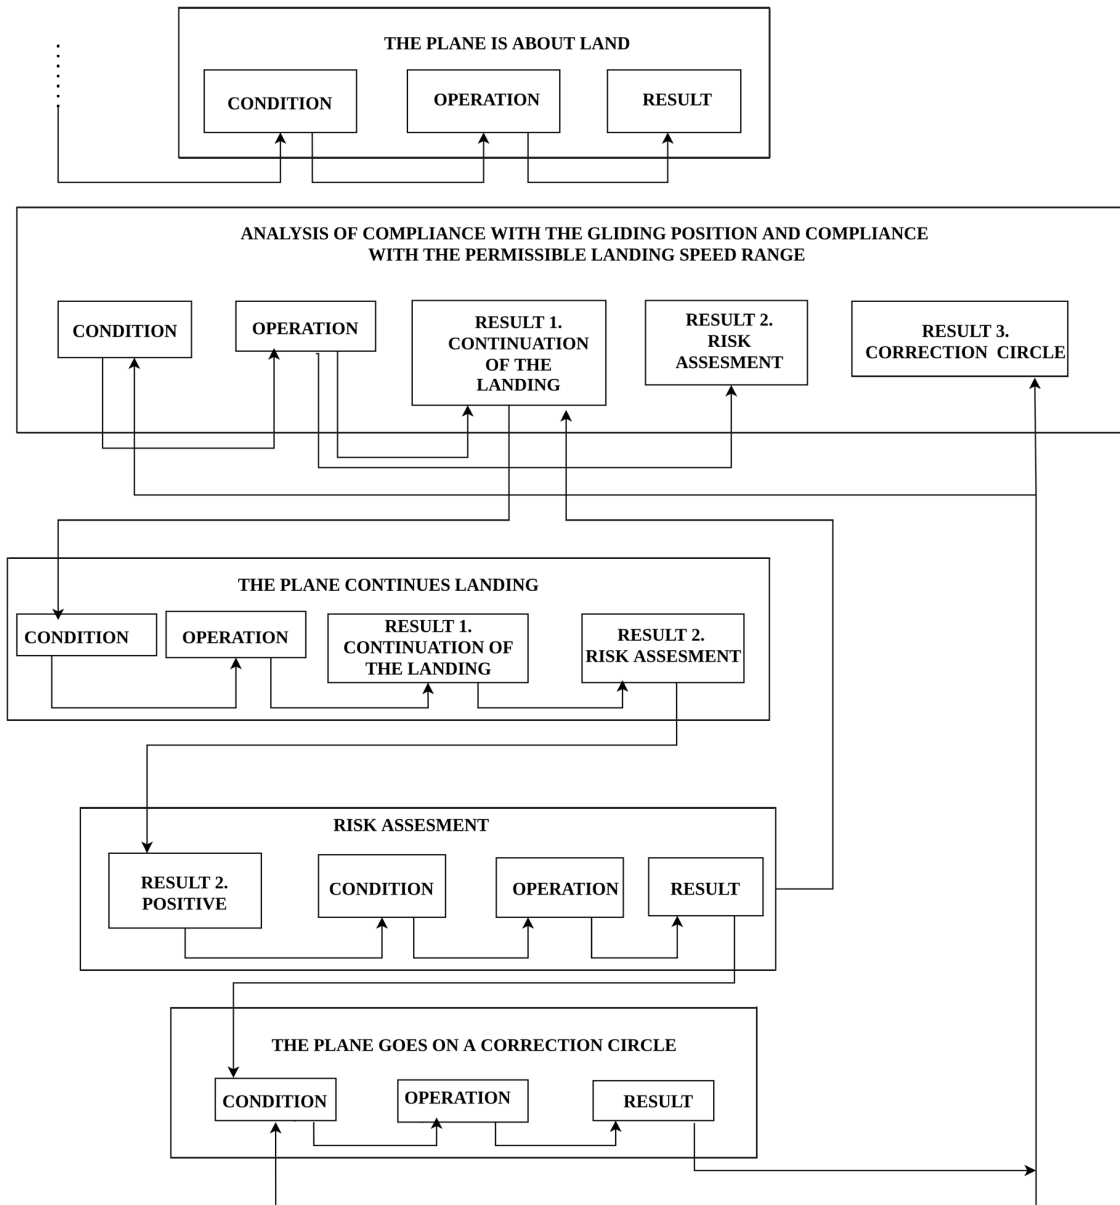 THE PLANE IS ABOUT LAND
CONDITION
OPERATION
RESULT
ANALYSIS OF COMPLIANCE WITH THE GLIDING POSITION AND COMPLIANCE
WITH THE PERMISSIBLE LANDING SPEED RANGE
CONDITION
OPERATION
RESULT 1.
CONTINUATION
OF THE
LANDING
RESULT 2.
RISK
ASSESMENT
RESULT 3.
CORRECTION CIRCLE
THE PLANE CONTINUES LANDING
CONDITION
OPERATION
RESULT 1.
CONTINUATION OF
THE LANDING
RESULT 2.
RISK ASSESMENT
RISK ASSESMENT
RESULT 2.
POSITIVE
CONDITION
OPERATION
RESULT
THE PLANE GOES ON A CORRECTION CIRCLE
CONDITION
OPERATION
RESULT